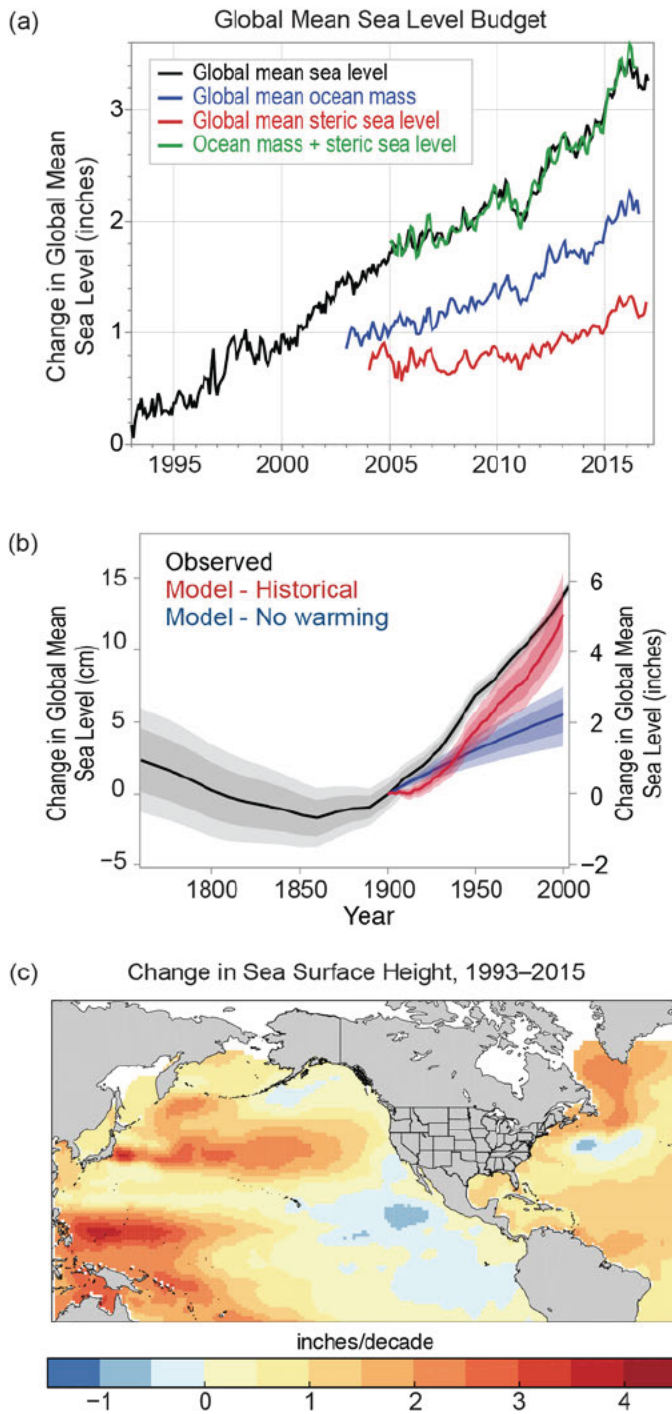 (a)
Global Mean Sea Level Budget
Global mean sea level
Global mean ocean mass
Global mean steric sea level
Ocean mass + steric sea level
Change in Global Mean
Sea Level (inches)
3
2
1
0
1995 2000 2005 2010 2015
(b)
Observed
Model - Historical
Model - No warming
Change in Global Mean
Sea Level (cm)
15
10
5
0
−5
6
4
2
0
−2
Change in Global Mean
Sea Level (inches)
1800 1850 1900 1950 2000
Year
(c)
Change in Sea Surface Height, 1993–2015
inches/decade
−1 0 1 2 3 4